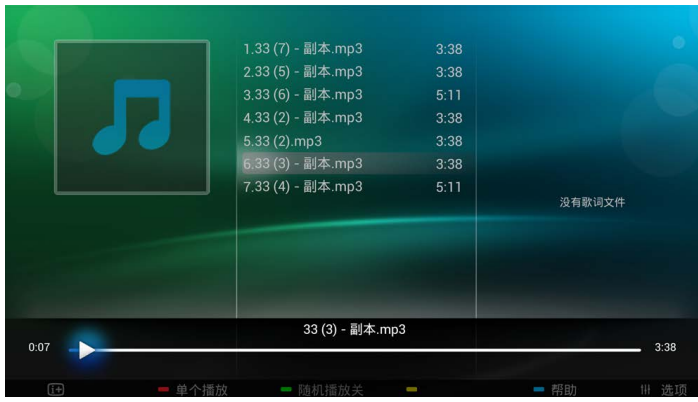 1.33 (7) - 副本.mp3 3:38
2.33 (5) - 副本.mp3 3:38
3.33 (6) - 副本.mp3 5:11
4.33 (2) - 副本.mp3 3:38
5.33 (2).mp3 3:38
6.33 (3) - 副本.mp3 3:38
7.33 (4) - 副本.mp3 5:11
没有歌词文件
33 (3) - 副本.mp3
0:07 3:38
i+ 单个播放 随机播放关 帮助 选项